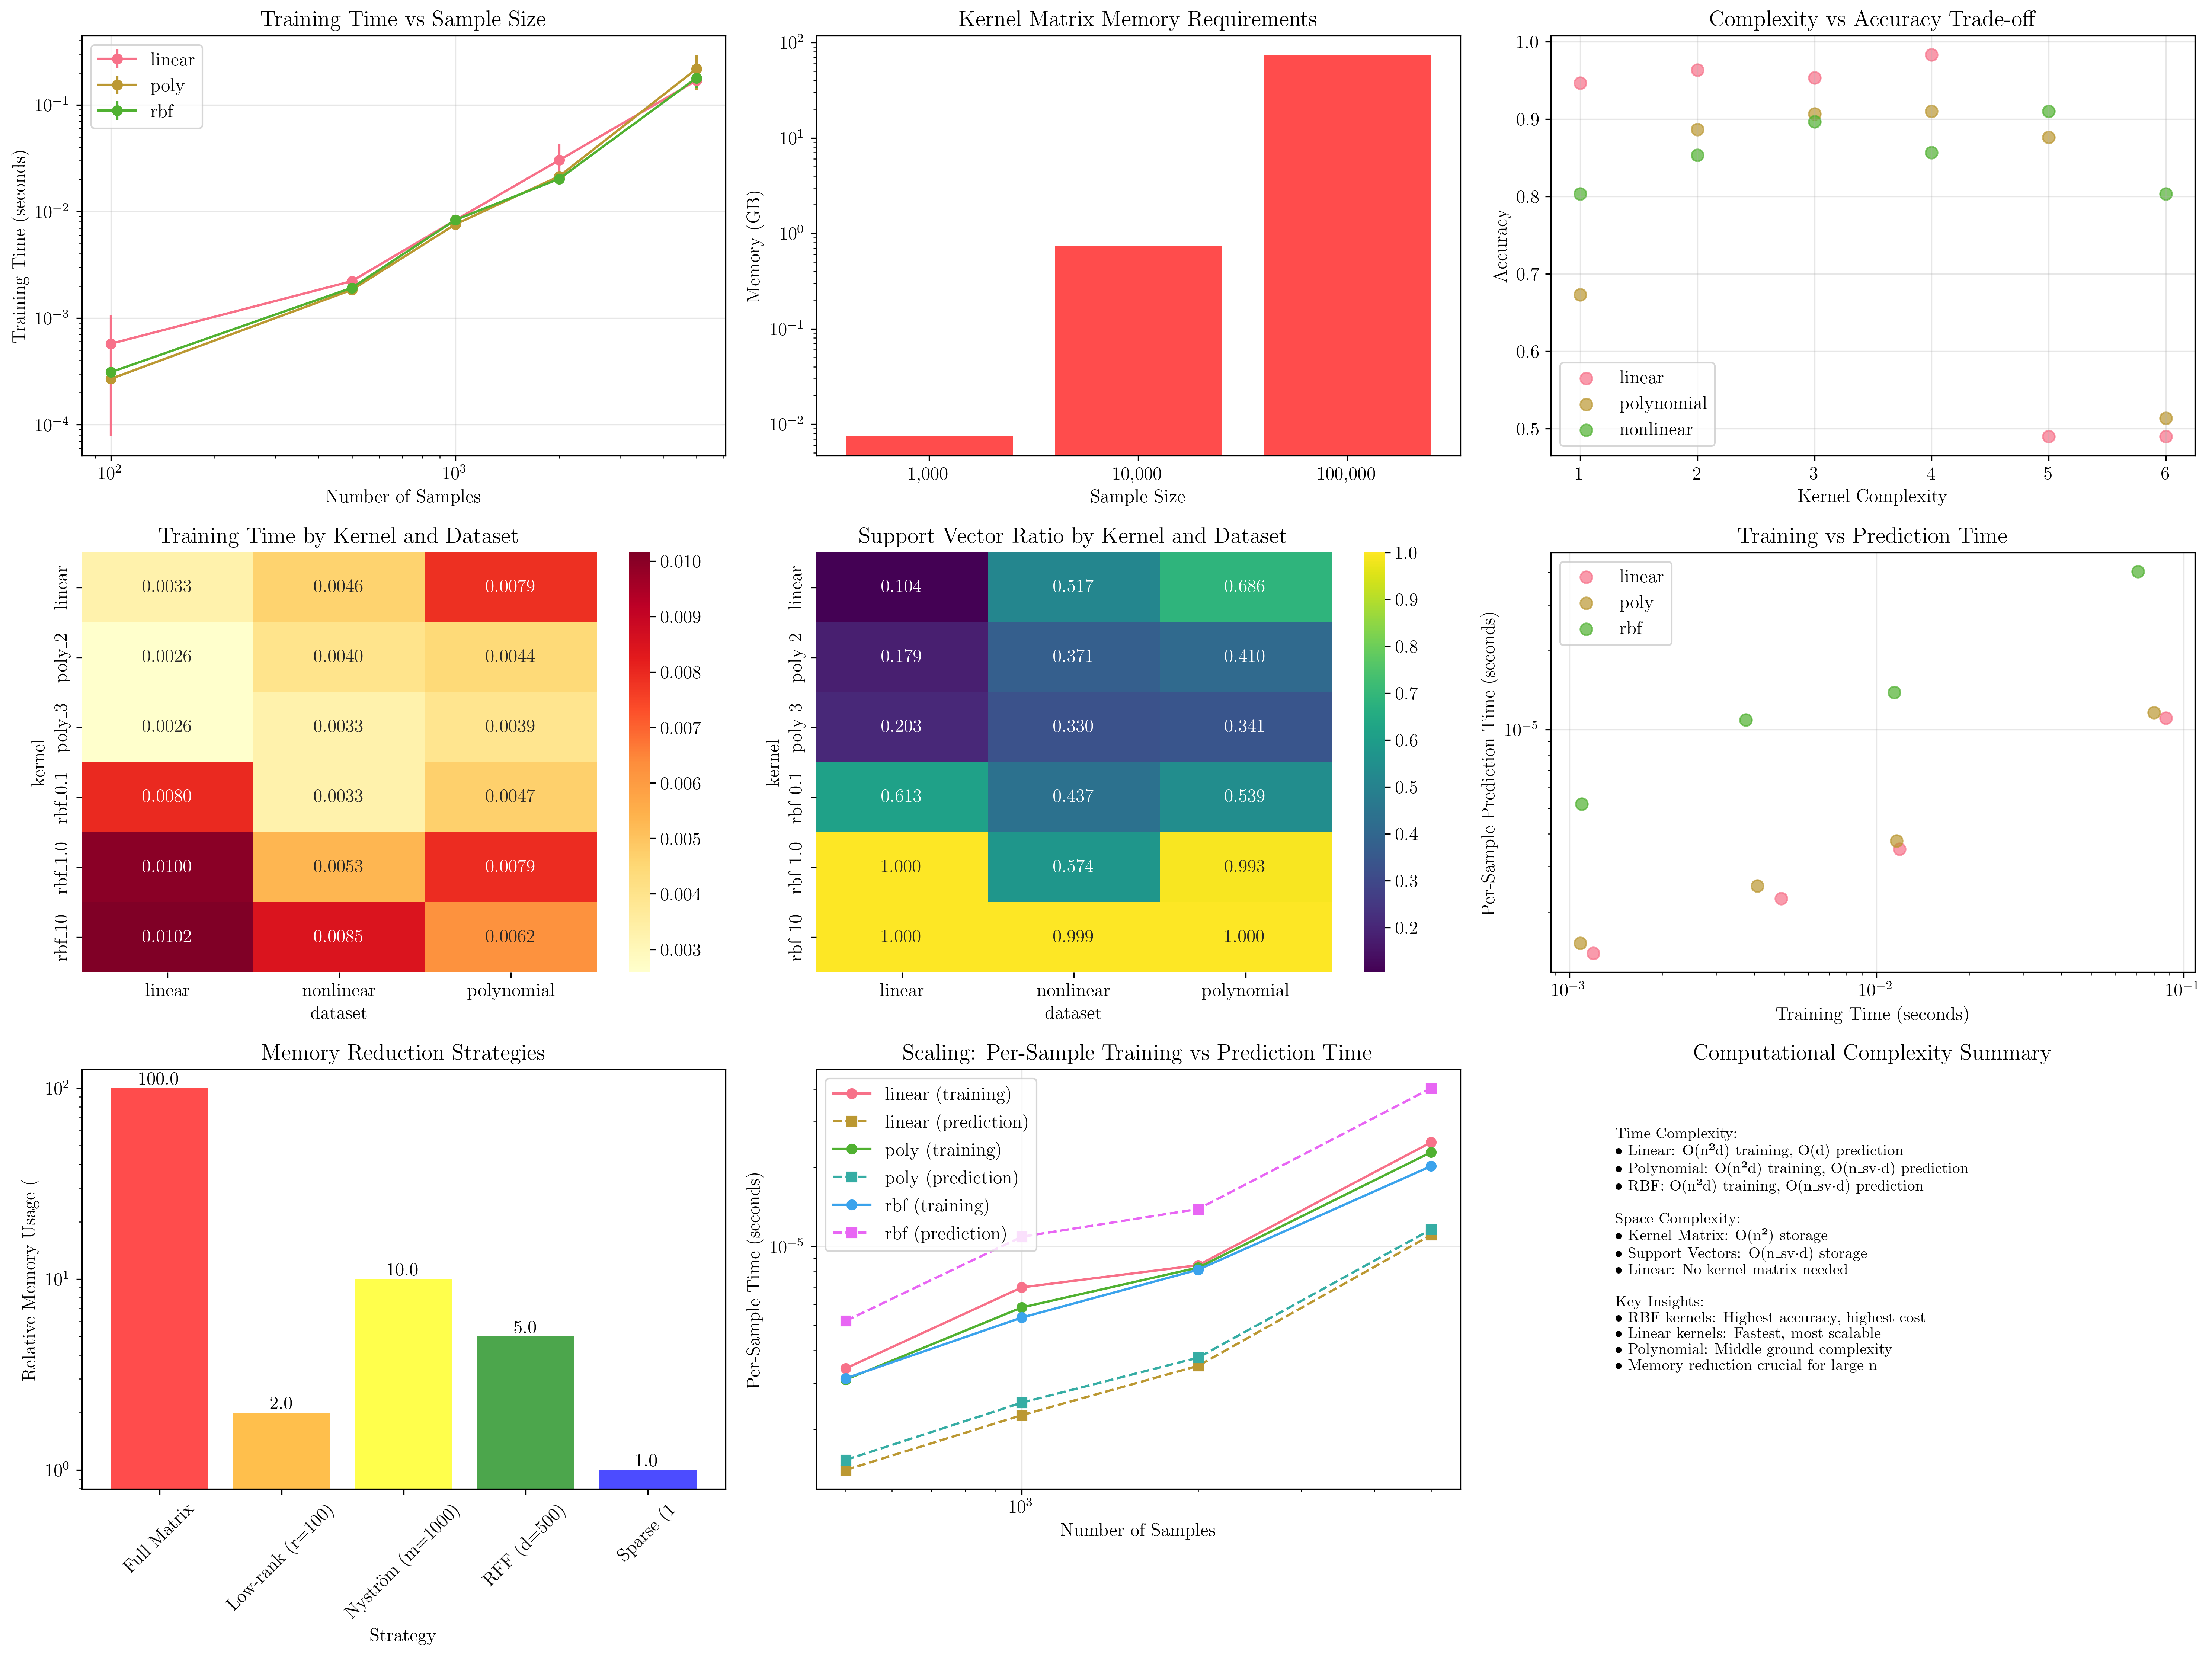 Training Time vs Sample Size
linear
poly
rbf
10⁻¹
10⁻²
10⁻³
10⁻⁴
10²
10³
Training Time (seconds)
Number of Samples
Kernel Matrix Memory Requirements
10²
10¹
10⁰
10⁻¹
10⁻²
1,000
10,000
100,000
Memory (GB)
Sample Size
Complexity vs Accuracy Trade-off
1.0
0.9
0.8
0.7
0.6
0.5
linear
polynomial
nonlinear
1
2
3
4
5
6
Accuracy
Kernel Complexity
Training Time by Kernel and Dataset
linear
poly_2
poly_3
rbf_0.1
rbf_1.0
rbf_10
kernel
0.0033 0.0046 0.0079
0.0026 0.0040 0.0044
0.0026 0.0033 0.0039
0.0080 0.0033 0.0047
0.0100 0.0053 0.0079
0.0102 0.0085 0.0062
linear nonlinear polynomial
dataset
0.010
0.009
0.008
0.007
0.006
0.005
0.004
0.003
Support Vector Ratio by Kernel and Dataset
linear
poly_2
poly_3
rbf_0.1
rbf_1.0
rbf_10
kernel
0.104 0.517 0.686
0.179 0.371 0.410
0.203 0.330 0.341
0.613 0.437 0.539
1.000 0.574 0.993
1.000 0.999 1.000
linear nonlinear polynomial
dataset
1.0
0.9
0.8
0.7
0.6
0.5
0.4
0.3
0.2
Training vs Prediction Time
linear
poly
rbf
10⁻⁵
10⁻³
10⁻²
10⁻¹
Per-Sample Prediction Time (seconds)
Training Time (seconds)
Memory Reduction Strategies
10²
10¹
10⁰
100.0
2.0
10.0
5.0
1.0
Relative Memory Usage (
Full Matrix
Low-rank (r=100)
Nyström (m=1000)
RFF (d=500)
Sparse (1
Strategy
Scaling: Per-Sample Training vs Prediction Time
linear (training)
linear (prediction)
poly (training)
poly (prediction)
rbf (training)
rbf (prediction)
10⁻⁵
10³
Per-Sample Time (seconds)
Number of Samples
Computational Complexity Summary
Time Complexity:
• Linear: O(n²d) training, O(d) prediction
• Polynomial: O(n²d) training, O(n_sv·d) prediction
• RBF: O(n²d) training, O(n_sv·d) prediction
Space Complexity:
• Kernel Matrix: O(n²) storage
• Support Vectors: O(n_sv·d) storage
• Linear: No kernel matrix needed
Key Insights:
• RBF kernels: Highest accuracy, highest cost
• Linear kernels: Fastest, most scalable
• Polynomial: Middle ground complexity
• Memory reduction crucial for large n